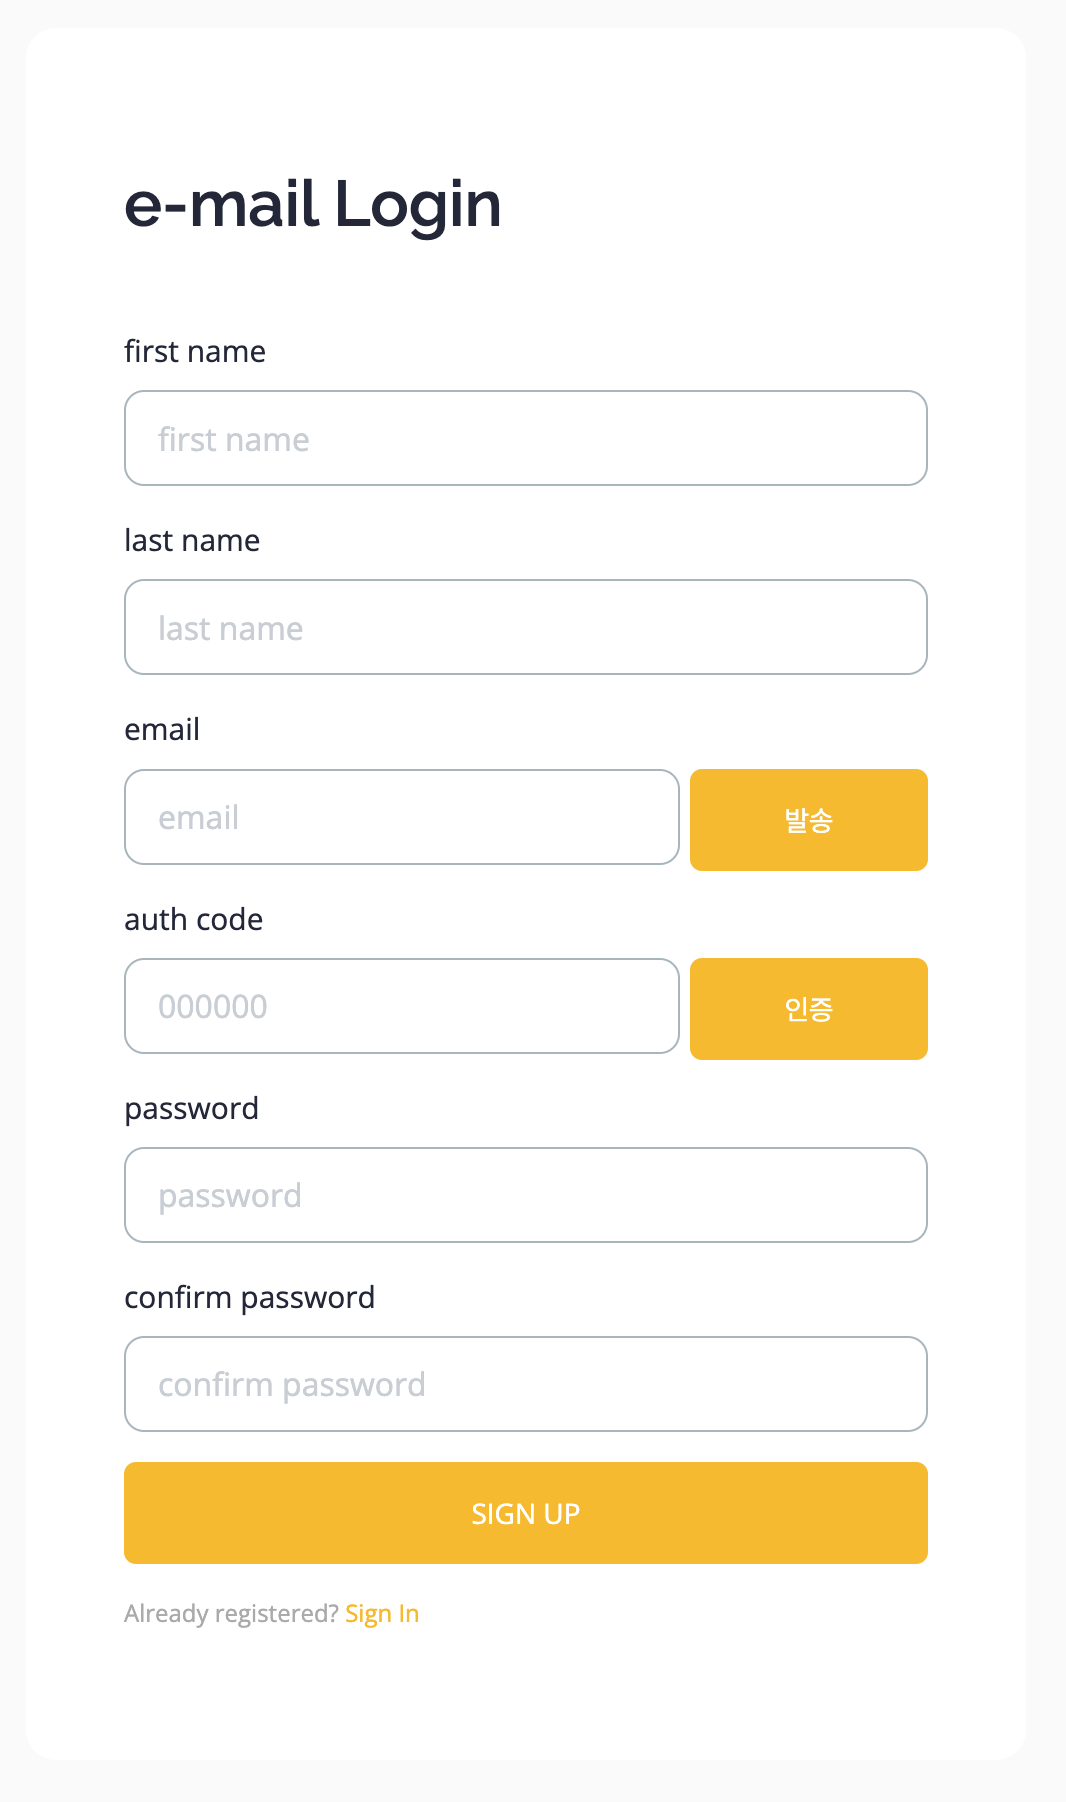 e-mail Login
first name
first name
last name
last name
email
email
발송
auth code
000000
인증
password
password
confirm password
confirm password
SIGN UP
Already registered? Sign In